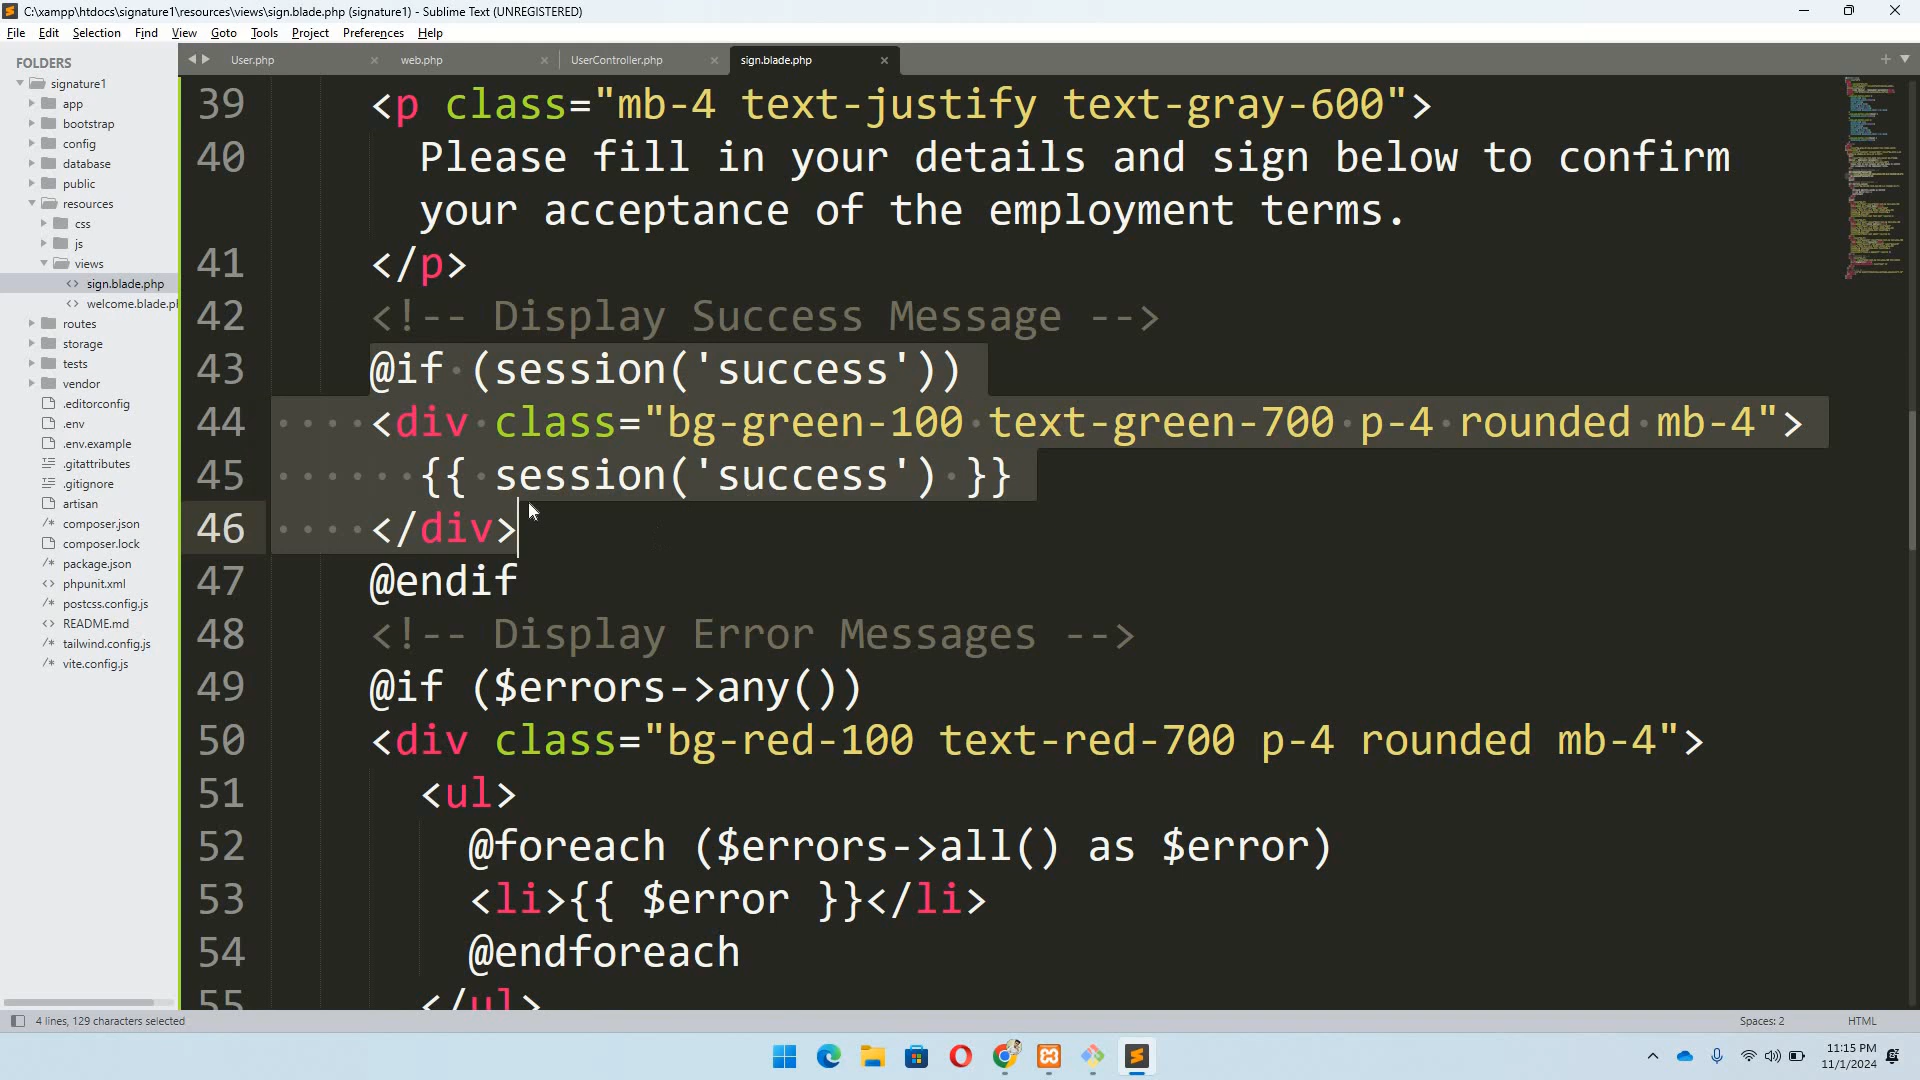 C:\xampp\htdocs\signature1\resources\views\sign.blade.php (signature1) - Sublime Text (UNREGISTERED)
File Edit Selection Find View Goto Tools Project Preferences Help
FOLDERS
signature1
app
bootstrap
config
database
public
resources
css
js
views
<> sign.blade.php
<> welcome.blade.p
routes
storage
tests
vendor
.editorconfig
.env
.env.example
.gitattributes
.gitignore
artisan
/* composer.json
composer.lock
/* package.json
<> phpunit.xml
/* postcss.config.js
<> README.md
/* tailwind.config.js
/* vite.config.js
User.php web.php UserController.php sign.blade.php
39 <p class="mb-4 text-justify text-gray-600">
40 Please fill in your details and sign below to confirm
your acceptance of the employment terms.
41 </p>
42 <!-- Display Success Message -->
43 @if (session('success'))
44 <div class="bg-green-100 text-green-700 p-4 rounded mb-4">
45 {{ session('success') }}
46 </div>
47 @endif
48 <!-- Display Error Messages -->
49 @if ($errors->any())
50 <div class="bg-red-100 text-red-700 p-4 rounded mb-4">
51 <ul>
52 @foreach ($errors->all() as $error)
53 <li>{{ $error }}</li>
54 @endforeach
55 </ul>
4 lines, 129 characters selected Spaces: 2 HTML
11:15 PM
11/1/2024